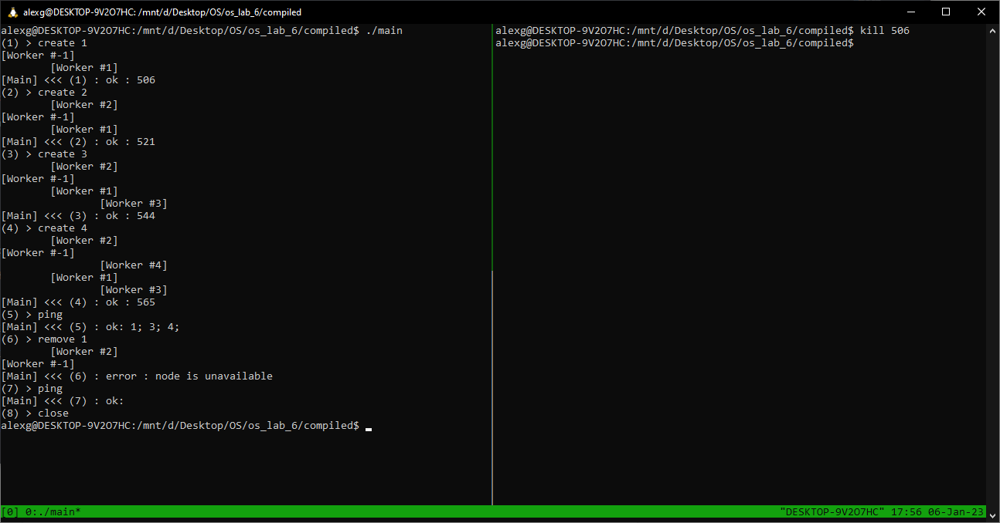 alexg@DESKTOP-9V2O7HC: /mnt/d/Desktop/OS/os_lab_6/compiled
alexg@DESKTOP-9V2O7HC:/mnt/d/Desktop/OS/os_lab_6/compiled$ ./main
(1) > create 1
[Worker #-1]
        [Worker #1]
[Main] <<< (1) : ok : 506
(2) > create 2
        [Worker #2]
[Worker #-1]
        [Worker #1]
[Main] <<< (2) : ok : 521
(3) > create 3
        [Worker #2]
[Worker #-1]
        [Worker #1]
                [Worker #3]
[Main] <<< (3) : ok : 544
(4) > create 4
        [Worker #2]
[Worker #-1]
                [Worker #4]
        [Worker #1]
                [Worker #3]
[Main] <<< (4) : ok : 565
(5) > ping
[Main] <<< (5) : ok: 1; 3; 4;
(6) > remove 1
        [Worker #2]
[Worker #-1]
[Main] <<< (6) : error : node is unavailable
(7) > ping
[Main] <<< (7) : ok:
(8) > close
alexg@DESKTOP-9V2O7HC:/mnt/d/Desktop/OS/os_lab_6/compiled$
alexg@DESKTOP-9V2O7HC:/mnt/d/Desktop/OS/os_lab_6/compiled$ kill 506
alexg@DESKTOP-9V2O7HC:/mnt/d/Desktop/OS/os_lab_6/compiled$
[0] 0:./main* "DESKTOP-9V2O7HC" 17:56 06-Jan-23